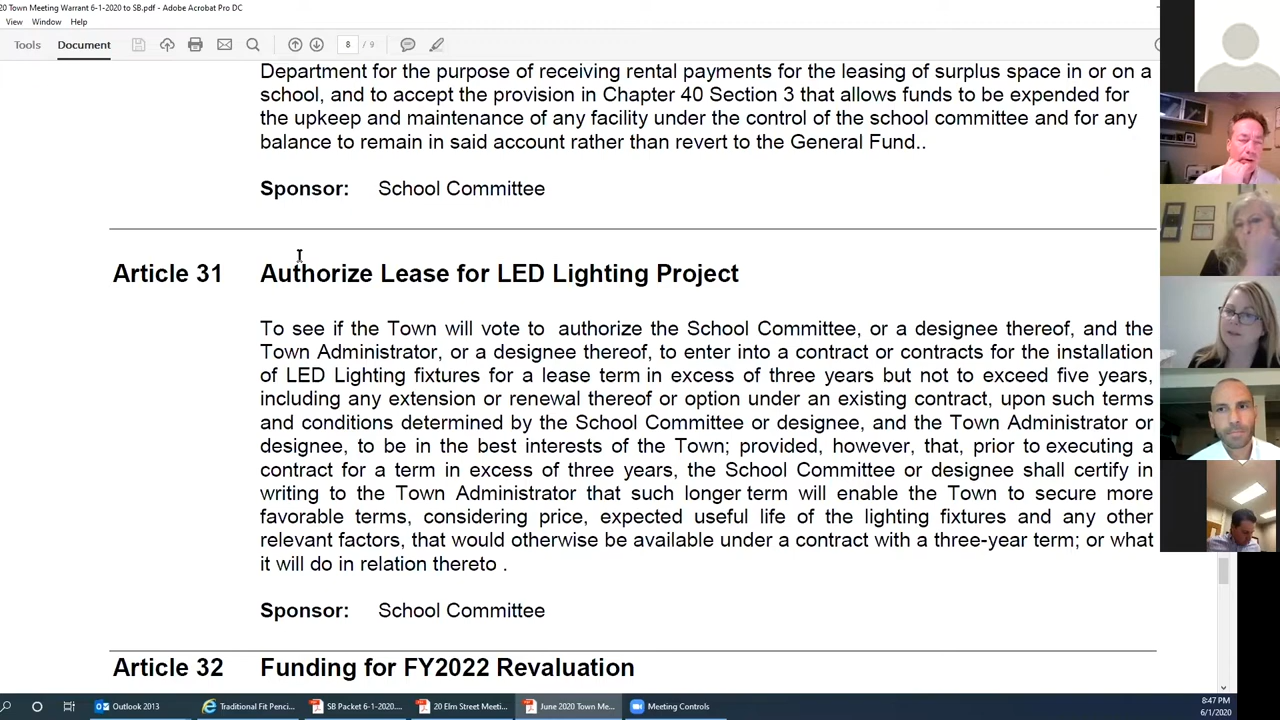 20 Town Meeting Warrant 6-1-2020 to SB.pdf - Adobe Acrobat Pro DC
View Window Help
Tools Document 8 / 9
Department for the purpose of receiving rental payments for the leasing of surplus space in or on a
school, and to accept the provision in Chapter 40 Section 3 that allows funds to be expended for
the upkeep and maintenance of any facility under the control of the school committee and for any
balance to remain in said account rather than revert to the General Fund..
Sponsor: School Committee
Article 31 Authorize Lease for LED Lighting Project
To see if the Town will vote to authorize the School Committee, or a designee thereof, and the
Town Administrator, or a designee thereof, to enter into a contract or contracts for the installation
of LED Lighting fixtures for a lease term in excess of three years but not to exceed five years,
including any extension or renewal thereof or option under an existing contract, upon such terms
and conditions determined by the School Committee or designee, and the Town Administrator or
designee, to be in the best interests of the Town; provided, however, that, prior to executing a
contract for a term in excess of three years, the School Committee or designee shall certify in
writing to the Town Administrator that such longer term will enable the Town to secure more
favorable terms, considering price, expected useful life of the lighting fixtures and any other
relevant factors, that would otherwise be available under a contract with a three-year term; or what
it will do in relation thereto .
Sponsor: School Committee
Article 32 Funding for FY2022 Revaluation
Outlook 2013 Traditional Fit Penci... SB Packet 6-1-2020.... 20 Elm Street Meeti... June 2020 Town Me... Meeting Controls 8:47 PM
6/1/2020